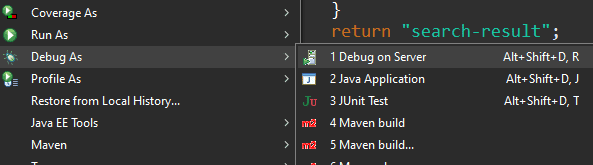 Coverage As
Run As
Debug As
Profile As
Restore from Local History...
Java EE Tools
Maven
}
return "search-result";
1 Debug on Server Alt+Shift+D, R
2 Java Application Alt+Shift+D, J
3 JUnit Test Alt+Shift+D, T
4 Maven build
5 Maven build...